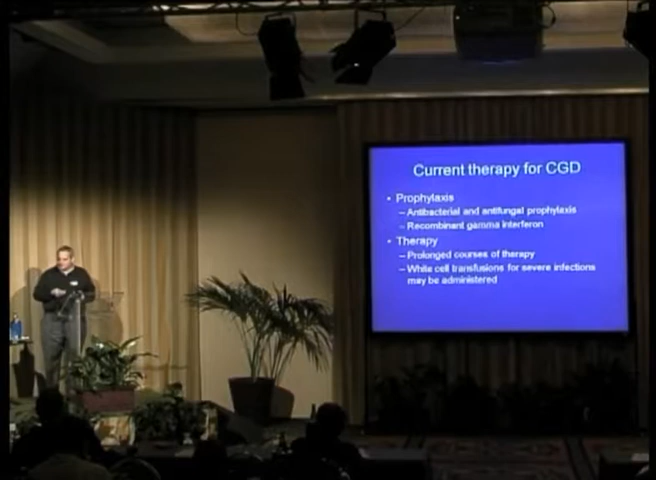 Current therapy for CGD
• Prophylaxis
– Antibacterial and antifungal prophylaxis
– Recombinant gamma interferon
• Therapy
– Prolonged courses of therapy
– White cell transfusions for severe infections
may be administered